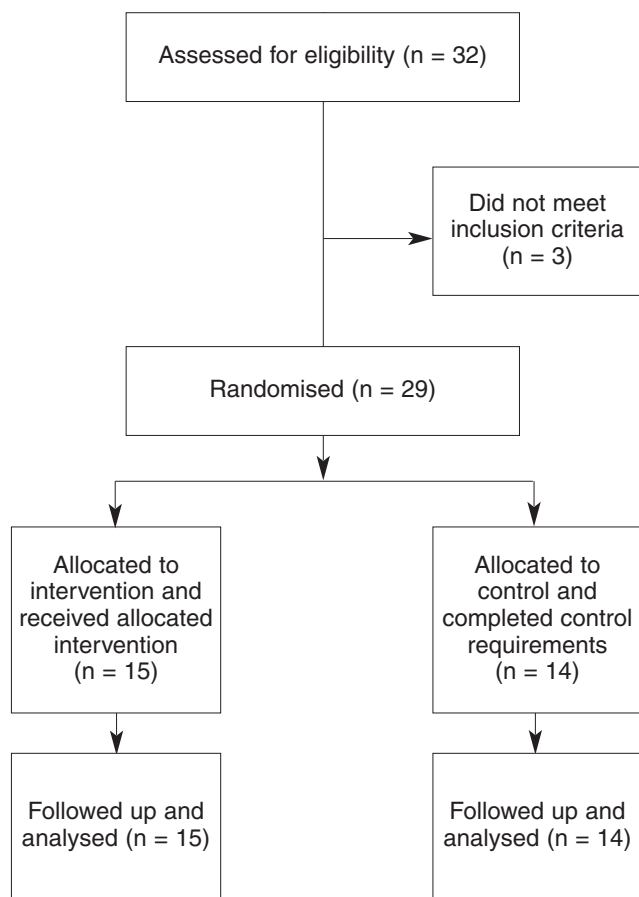 Assessed for eligibility (n = 32)
Did not meet
inclusion criteria
(n = 3)
Randomised (n = 29)
Allocated to
intervention and
received allocated
intervention
(n = 15)
Allocated to
control and
completed control
requirements
(n = 14)
Followed up and
analysed (n = 15)
Followed up and
analysed (n = 14)